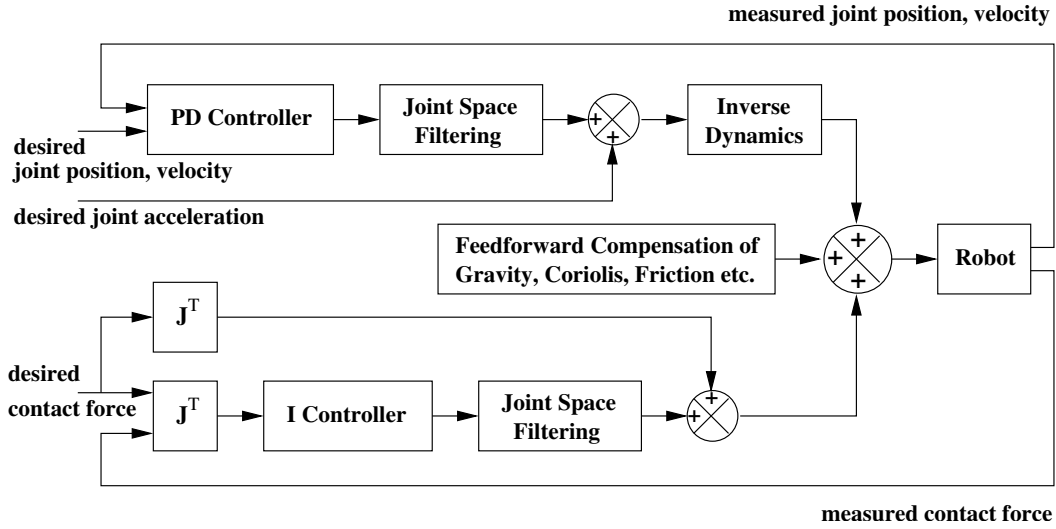 measured joint position, velocity
PD Controller
Joint Space
Filtering
+
+
Inverse
Dynamics
desired
joint position, velocity
desired joint acceleration
Feedforward Compensation of
Gravity, Coriolis, Friction etc.
+
+
+
Robot
J^T
desired
contact force
J^T
I Controller
Joint Space
Filtering
+
+
measured contact force